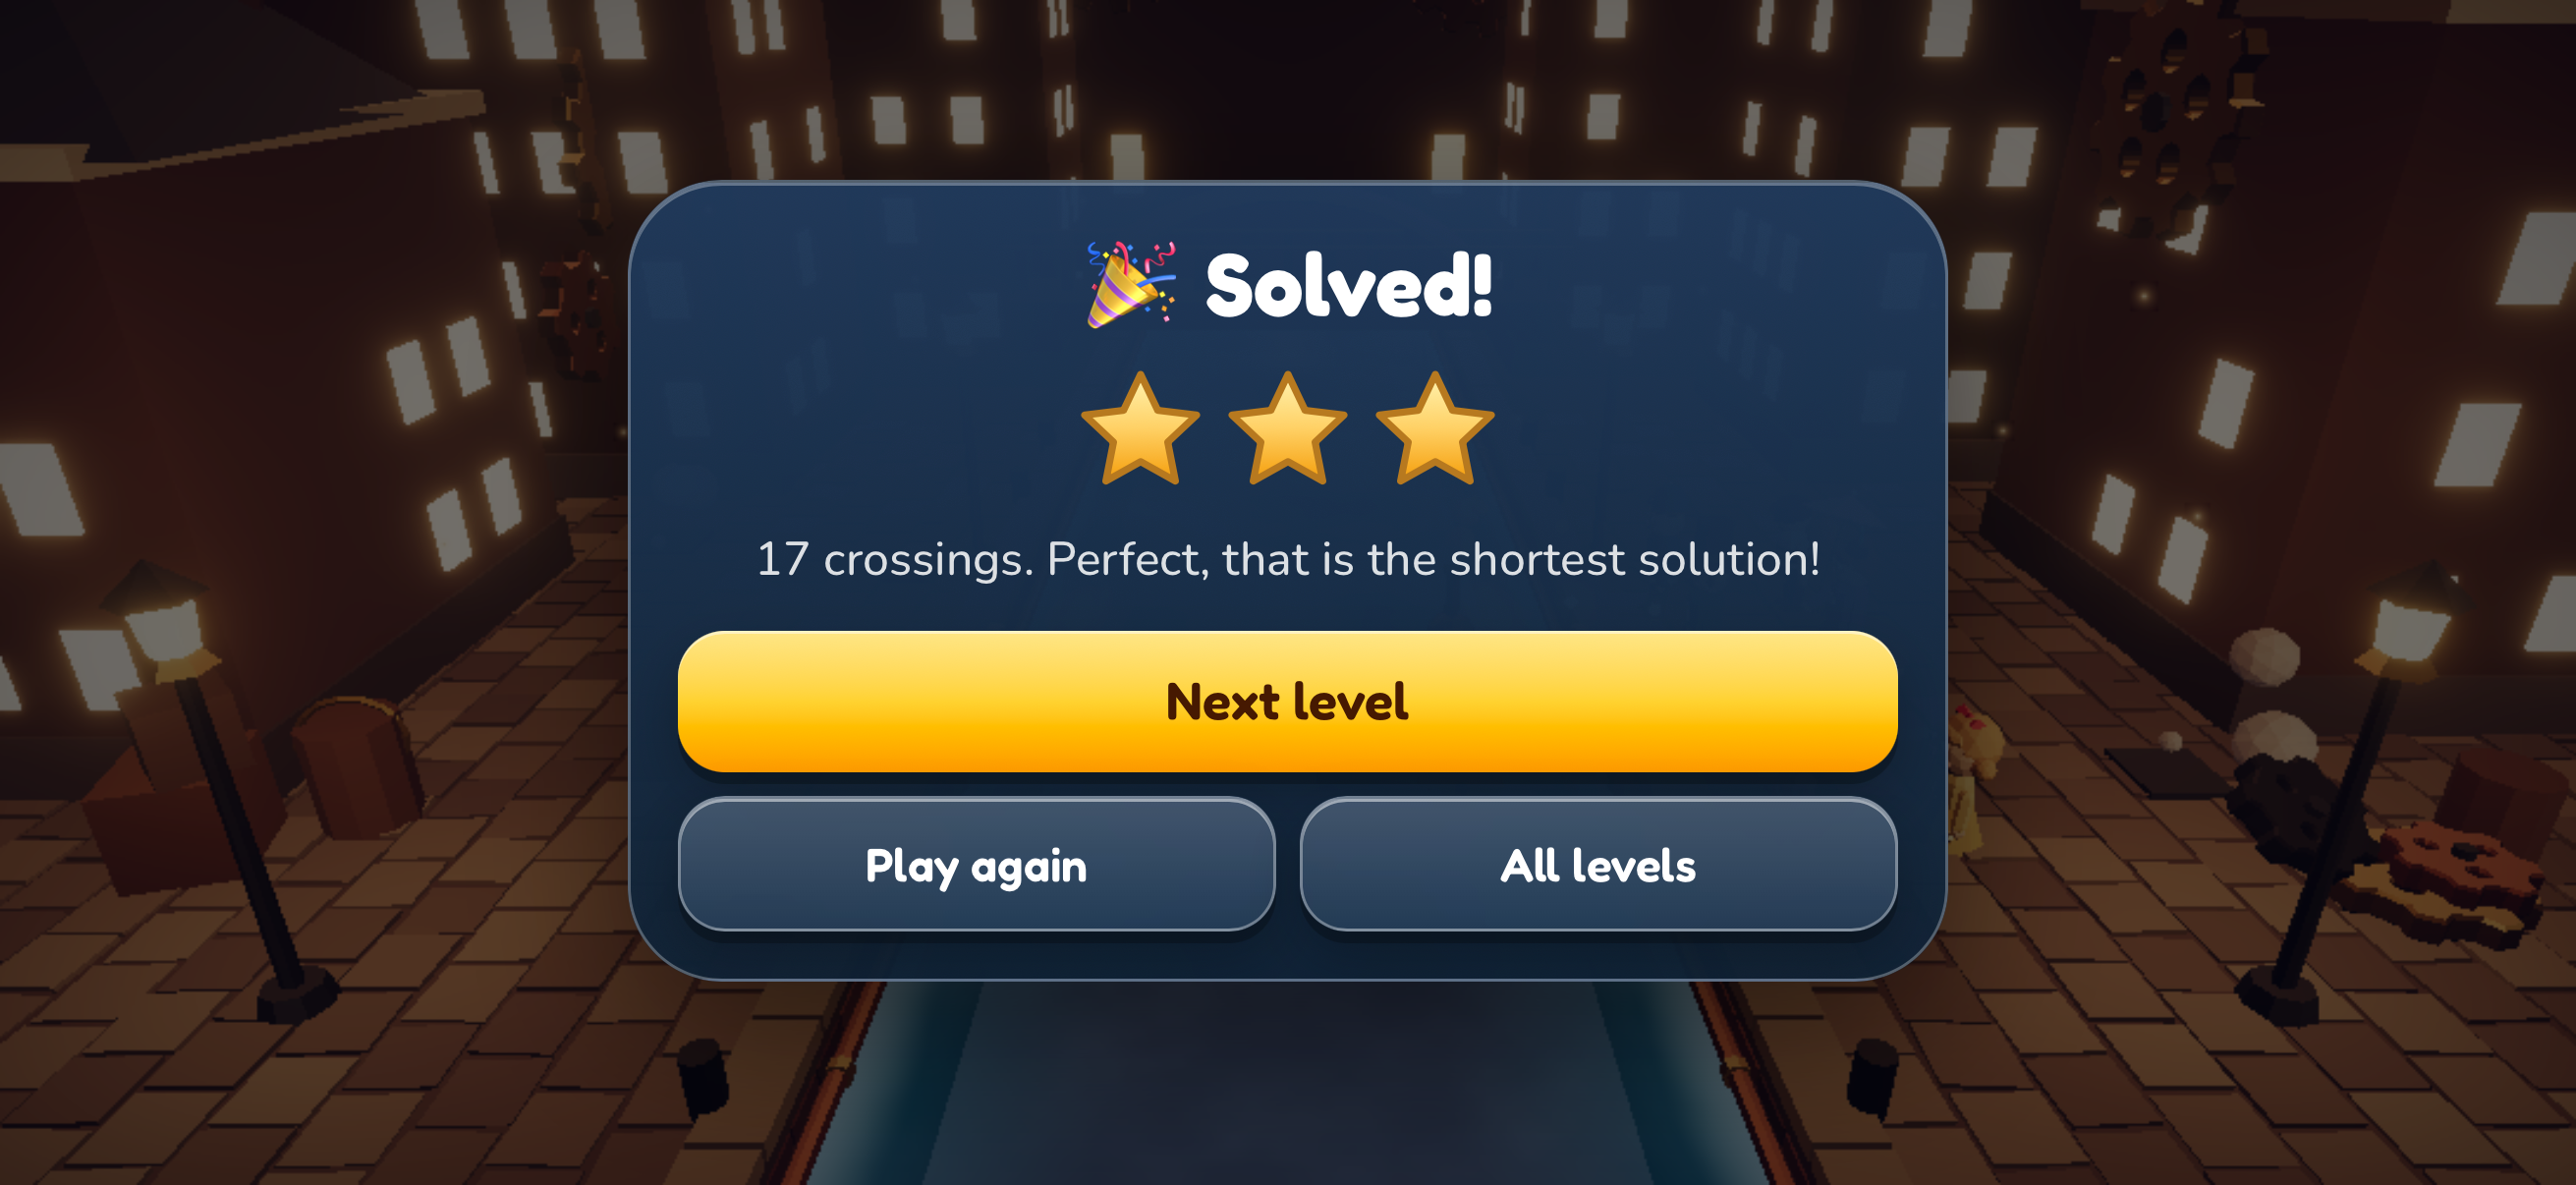 🎉 Solved!
17 crossings. Perfect, that is the shortest solution!
Next level
Play again
All levels